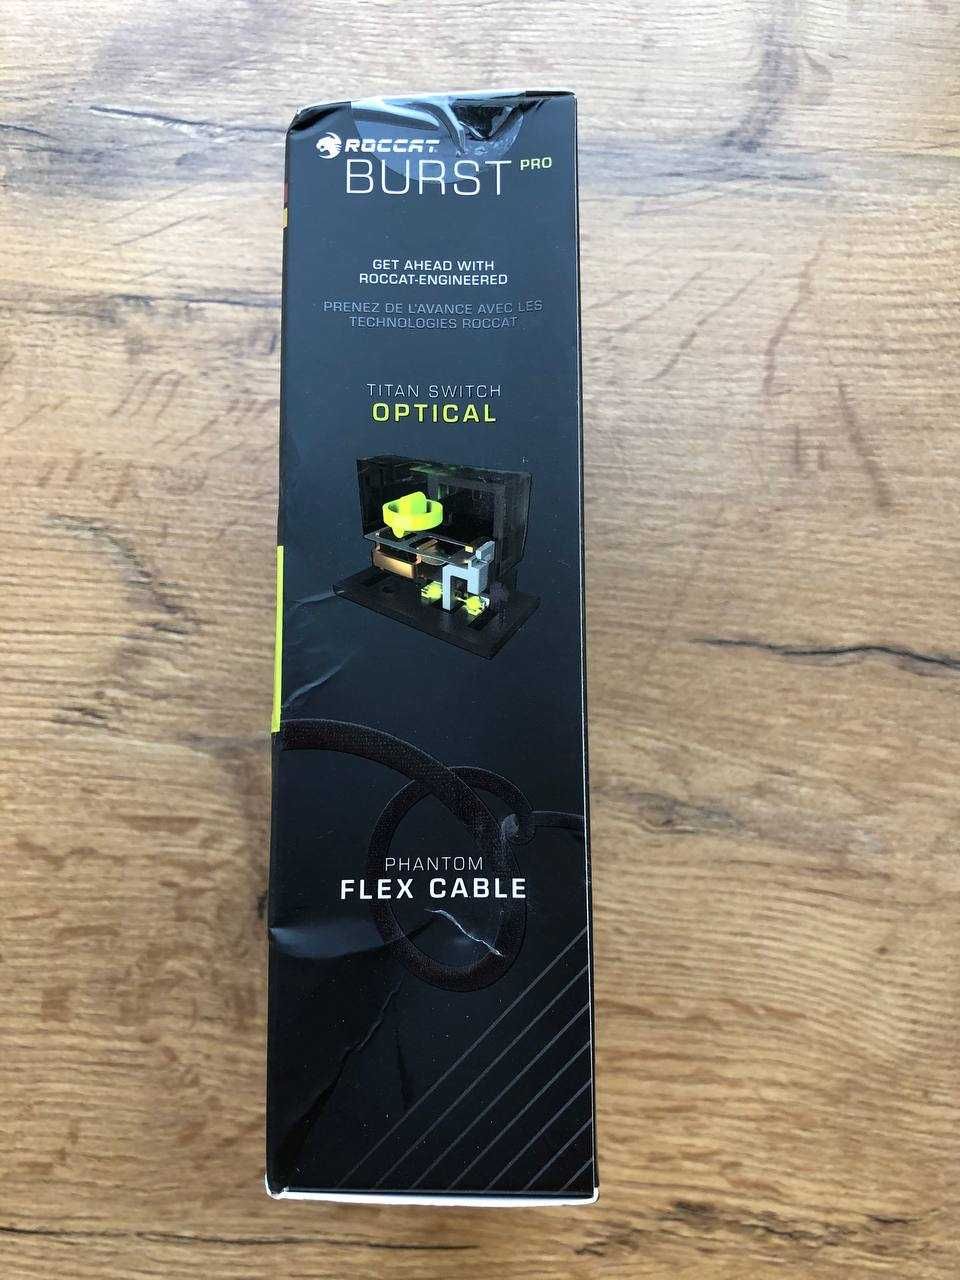 ROCCAT
BURST PRO
GET AHEAD WITH
ROCCAT-ENGINEERED
PRENEZ DE L'AVANCE AVEC LES
TECHNOLOGIES ROCCAT
TITAN SWITCH
OPTICAL
PHANTOM
FLEX CABLE